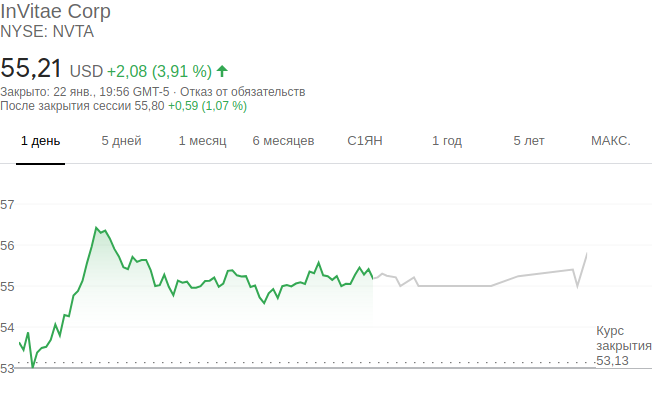 InVitae Corp
NYSE: NVTA
55,21 USD +2,08 (3,91 %)
Закрыто: 22 янв., 19:56 GMT-5 · Отказ от обязательств
После закрытия сессии 55,80 +0,59 (1,07 %)
1 день 5 дней 1 месяц 6 месяцев С1ЯН 1 год 5 лет МАКС.
57
56
55
54
Курс
закрытия
53,13
53